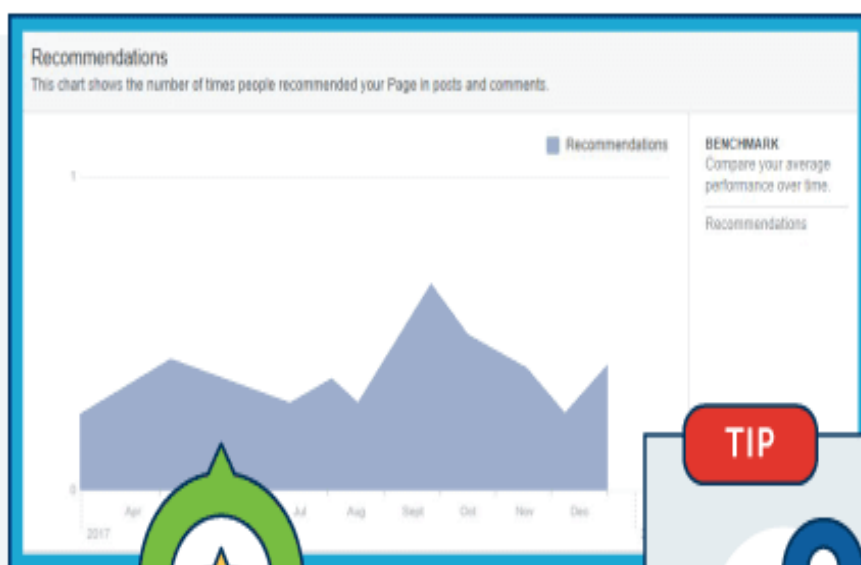 Recommendations
This chart shows the number of times people recommended your Page in posts and comments.
Recommendations
BENCHMARK
Compare your average
performance over time.
Recommendations
1
0
Apr Jul Aug Sept Oct Nov Dec
2017
TIP